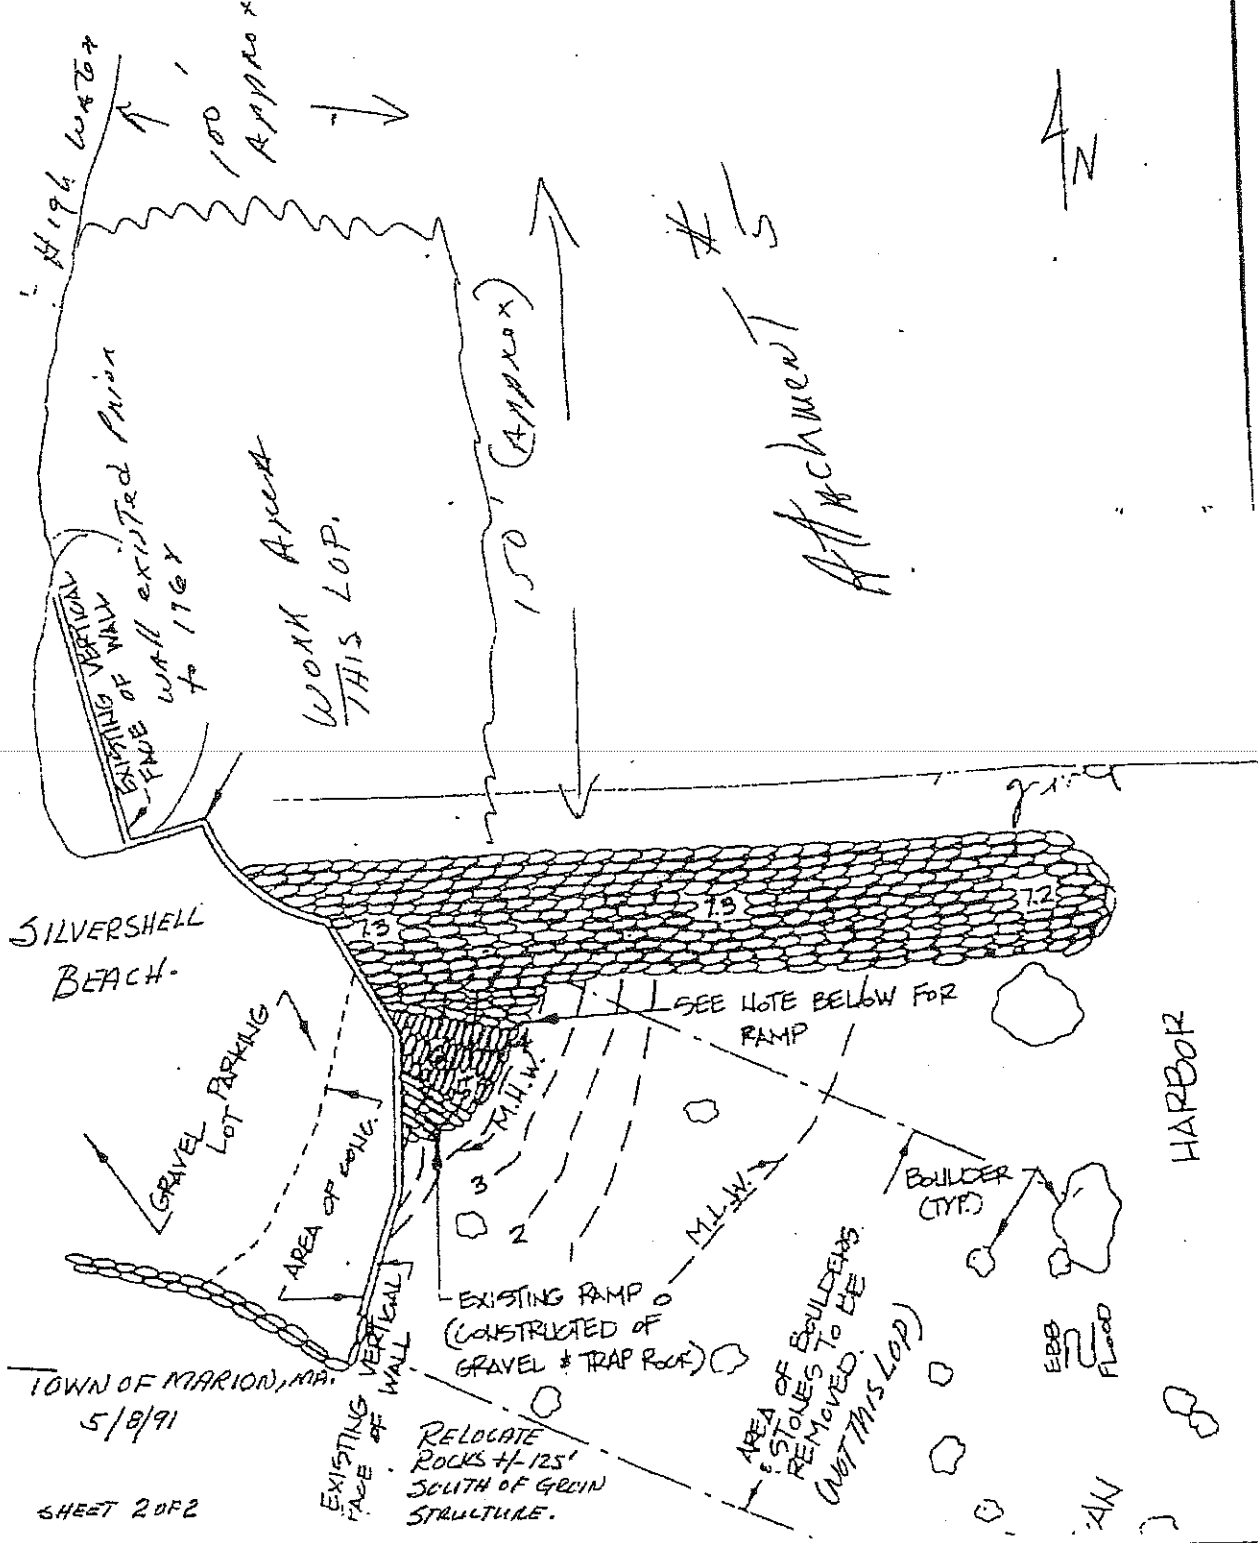 High Water
100'
Approx
N
Attachment # 5
150' (Approx)
EXISTING VERTICAL
FACE OF WALL
Wall existed Prior
to 196
Work Area
THIS LOP.
SILVERSHELL
BEACH.
7.3
7.9
7.2
SEE NOTE BELOW FOR
RAMP
GRAVEL
LOT PARKING
AREA OF CONC.
M.H.W.
4
3
2
M.L.W.
BOULDER
(TYP.)
HARBOR
EXISTING RAMP
(CONSTRUCTED OF
GRAVEL & TRAP ROCK)
EXISTING VERTICAL
FACE OF WALL
AREA OF BOULDERS
& STONES TO BE
REMOVED.
(NOT THIS LOP)
EBB
FLOOD
TOWN OF MARION, MA.
5/8/91
RELOCATE
ROCKS +/-125'
SOUTH OF GROIN
STRUCTURE.
SHEET 2 OF 2